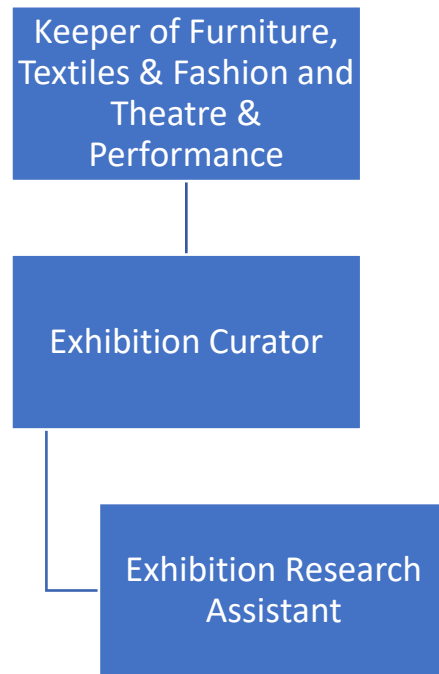 Keeper of Furniture,
Textiles & Fashion and
Theatre &
Performance
Exhibition Curator
Exhibition Research
Assistant